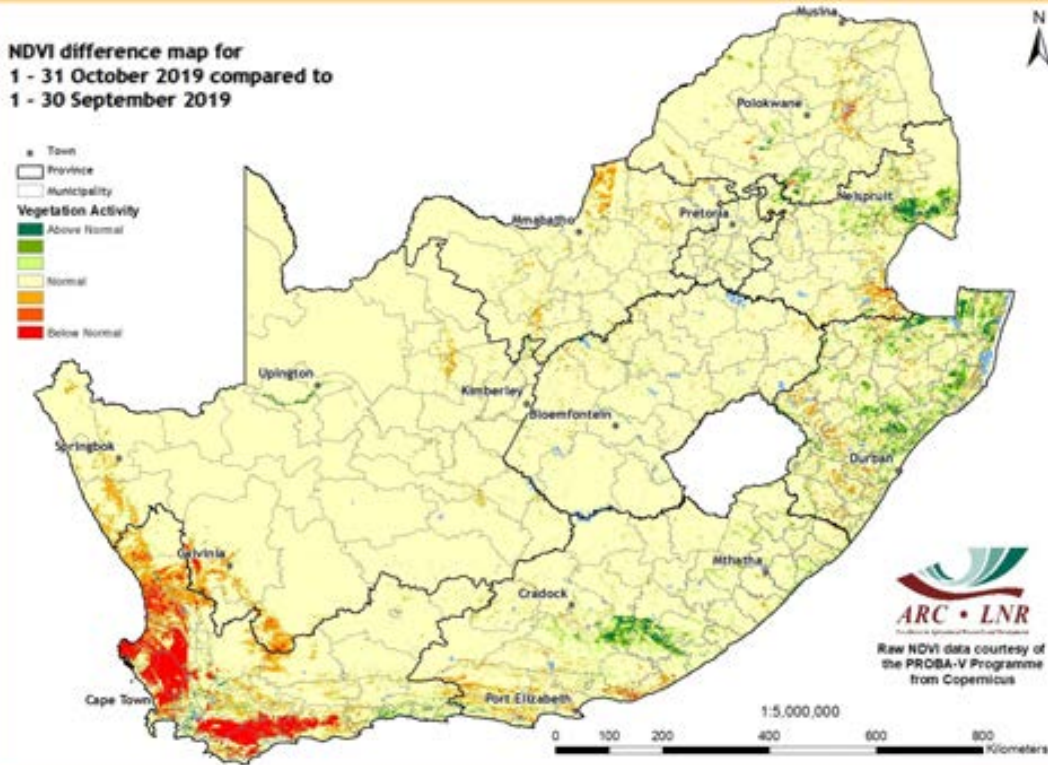 NDVI difference map for
1 - 31 October 2019 compared to
1 - 30 September 2019
N
Town
Province
Municipality
Vegetation Activity
Above Normal
Normal
Below Normal
Musina
Polokwane
Nelspruit
Pretoria
Mmabatho
Upington
Kimberley
Bloemfontein
Springbok
Durban
Calvinia
Mthatha
Cradock
Cape Town
Port Elizabeth
ARC • LNR
Raw NDVI data courtesy of
the PROBA-V Programme
from Copernicus
1:5,000,000
0 100 200 400 600 800
Kilometers